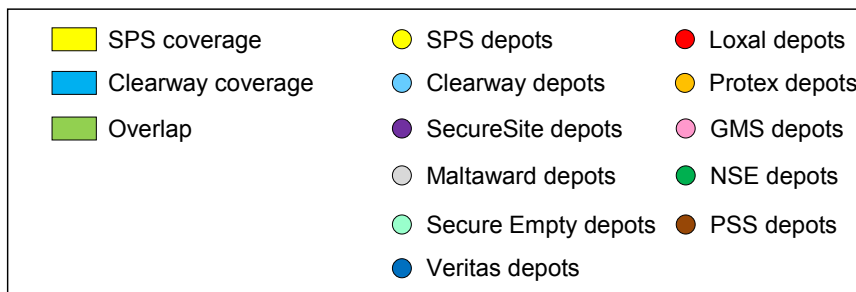 SPS coverage
Clearway coverage
Overlap
SPS depots
Clearway depots
SecureSite depots
Maltaward depots
Secure Empty depots
Veritas depots
Loxal depots
Protex depots
GMS depots
NSE depots
PSS depots